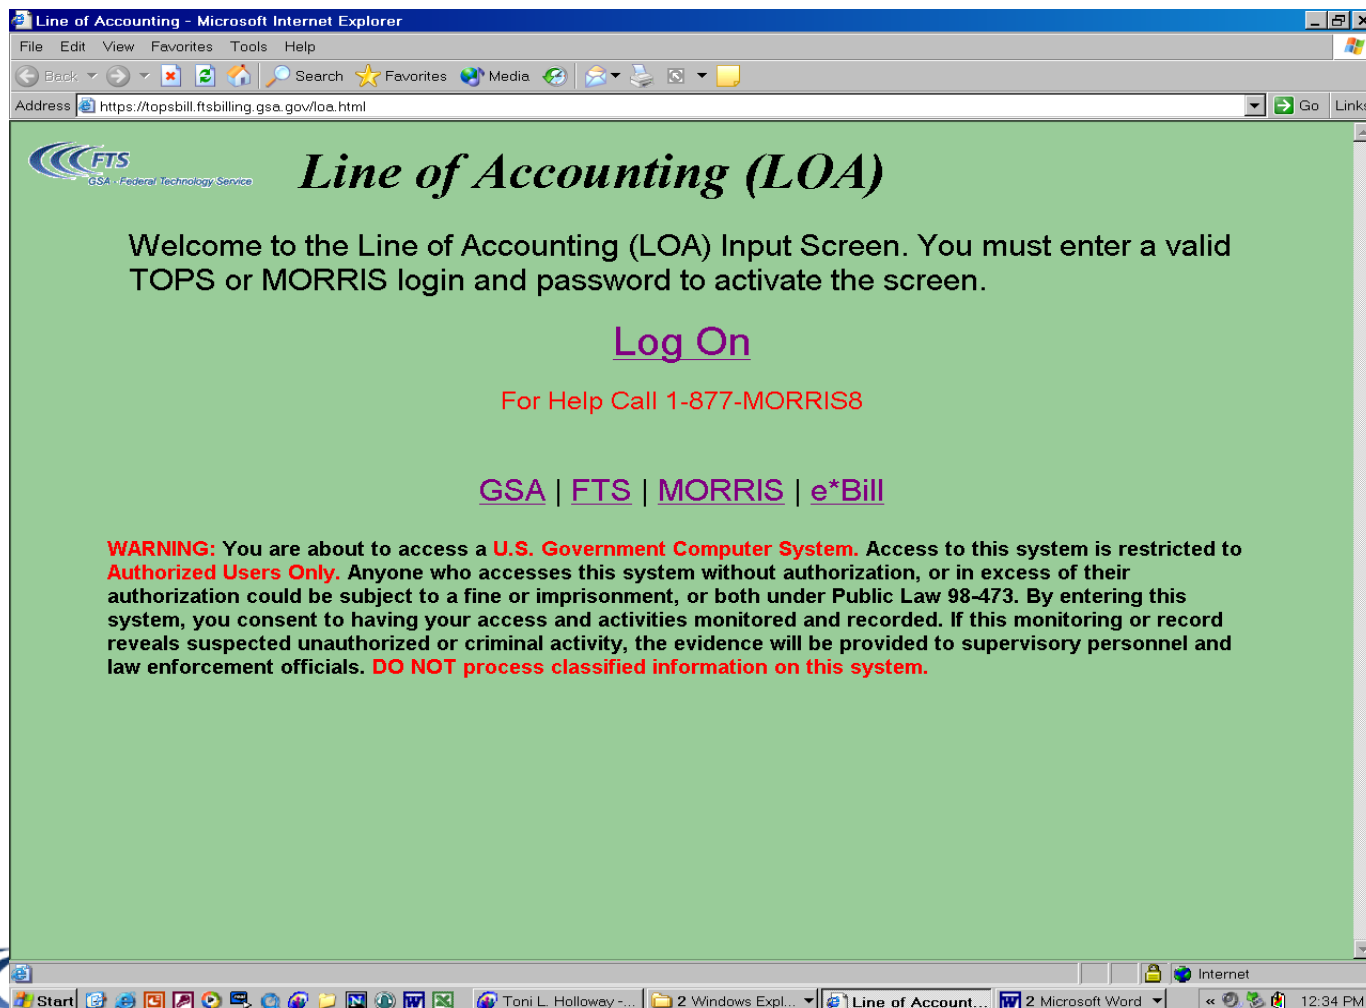 Line of Accounting - Microsoft Internet Explorer
File Edit View Favorites Tools Help
Back Search Favorites Media
Address https://topsbill.ftsbilling.gsa.gov/loa.html Go Links
FTS
GSA - Federal Technology Service
Line of Accounting (LOA)
Welcome to the Line of Accounting (LOA) Input Screen. You must enter a valid
TOPS or MORRIS login and password to activate the screen.
Log On
For Help Call 1-877-MORRIS8
GSA | FTS | MORRIS | e*Bill
WARNING: You are about to access a U.S. Government Computer System. Access to this system is restricted to
Authorized Users Only. Anyone who accesses this system without authorization, or in excess of their
authorization could be subject to a fine or imprisonment, or both under Public Law 98-473. By entering this
system, you consent to having your access and activities monitored and recorded. If this monitoring or record
reveals suspected unauthorized or criminal activity, the evidence will be provided to supervisory personnel and
law enforcement officials. DO NOT process classified information on this system.
Internet
Start Toni L. Holloway -... 2 Windows Expl... Line of Account... 2 Microsoft Word « 12:34 PM